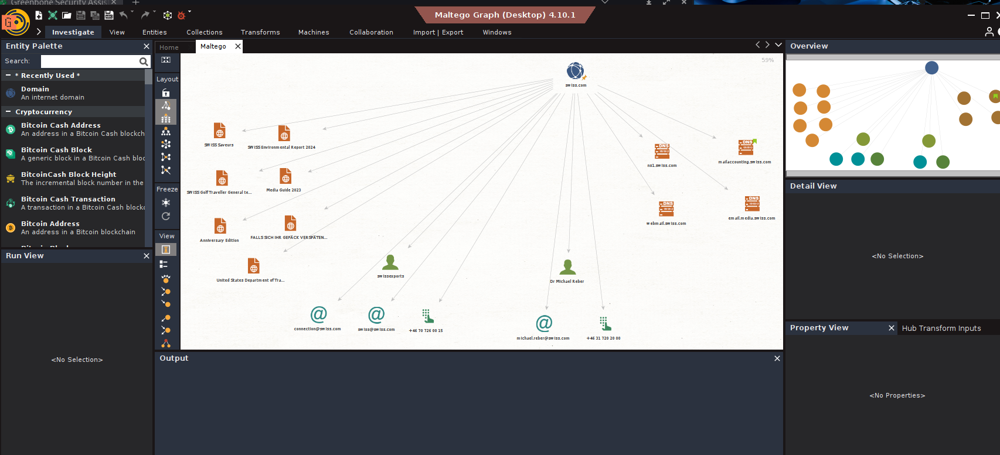 Greenbone Security Assis
Maltego Graph (Desktop) 4.10.1
Investigate View Entities Collections Transforms Machines Collaboration Import | Export Windows
Entity Palette
Search:
* Recently Used *
Domain
An internet domain
Cryptocurrency
Bitcoin Cash Address
An address in a Bitcoin Cash blockch
Bitcoin Cash Block
A generic block in a Bitcoin Cash bloc
BitcoinCash Block Height
The incremental block number in the
Bitcoin Cash Transaction
A transaction in a Bitcoin Cash blockc
Bitcoin Address
An address in a Bitcoin blockchain
Run View
<No Selection>
Home Maltego
Layout
Freeze
View
59%
swiss.com
SWISS Saveurs
SWISS Environmental Report 2024
DNS
ns1.swiss.com
DNS
mailaccounting.swiss.com
SWISS Golf Traveller General te...
Media Guide 2023
DNS
webmail.swiss.com
DNS
email.media.swiss.com
Anniversary Edition
FALLS SICH IHR GEPÄCK VERSPÄTEN...
United States Department of Tra...
swissexports
Dr Michael Reber
connection@swiss.com
swiss@swiss.com
+46 70 726 00 15
michael.reber@swiss.com
+46 31 720 20 00
Output
Overview
Detail View
<No Selection>
Property View Hub Transform Inputs
<No Properties>